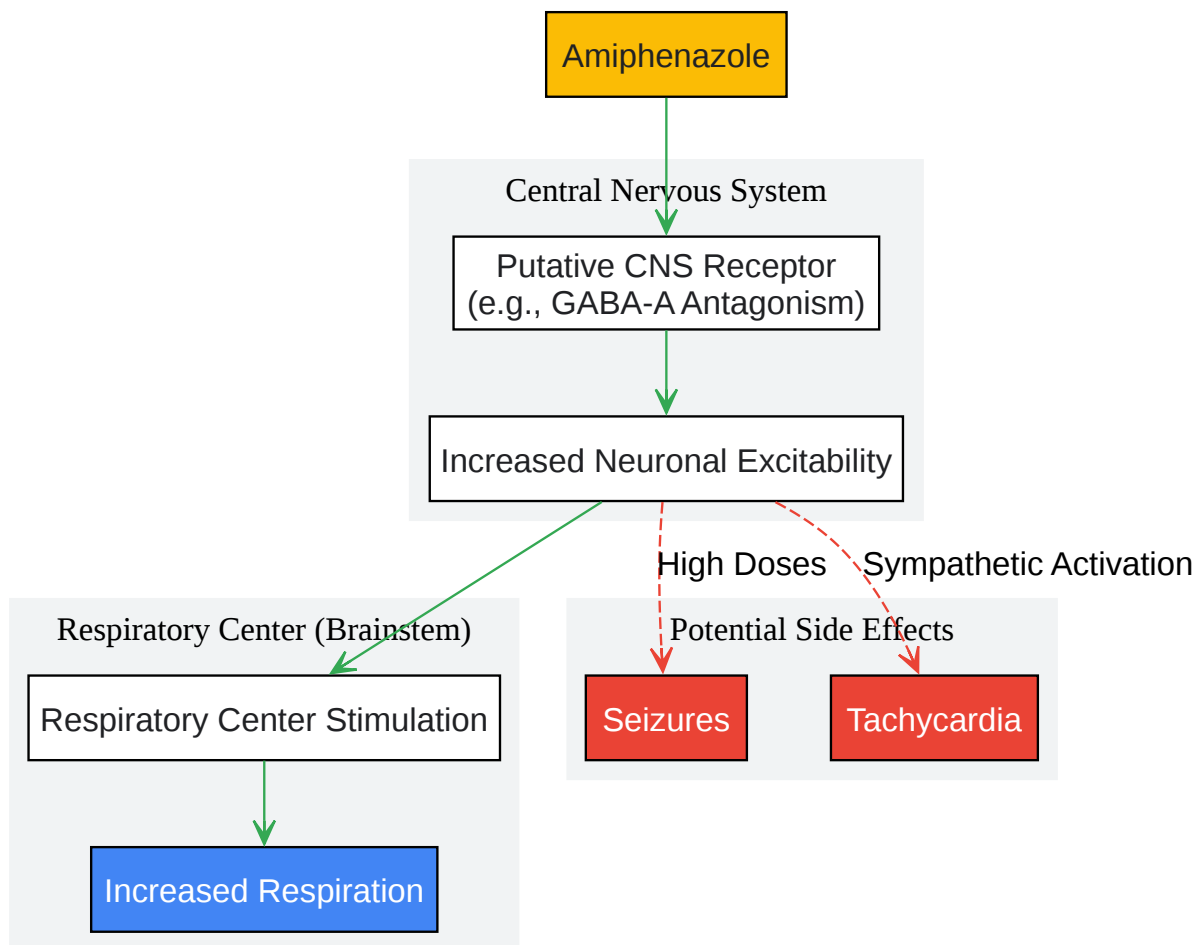 Amiphenazole
Central Nervous System
Putative CNS Receptor
(e.g., GABA-A Antagonism)
Increased Neuronal Excitability
High Doses
Sympathetic Activation
Respiratory Center (Brainstem)
Potential Side Effects
Respiratory Center Stimulation
Seizures
Tachycardia
Increased Respiration